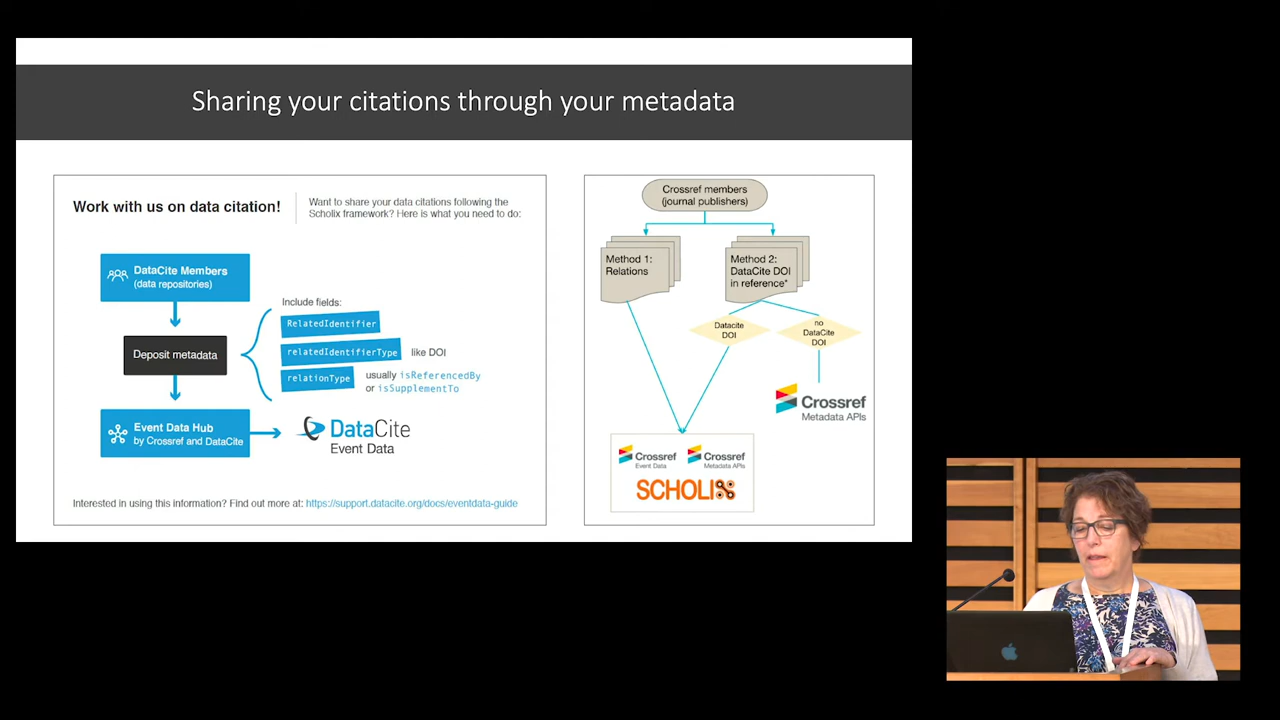 Sharing your citations through your metadata
Work with us on data citation!
Want to share your data citations following the
Scholix framework? Here is what you need to do:
DataCite Members
(data repositories)
Deposit metadata
Include fields:
RelatedIdentifier
relatedIdentifierType like DOI
relationType usually isReferencedBy
or isSupplementTo
Event Data Hub
by Crossref and DataCite
DataCite
Event Data
Interested in using this information? Find out more at: https://support.datacite.org/docs/eventdata-guide
Crossref members
(journal publishers)
Method 1:
Relations
Method 2:
DataCite DOI
in reference*
Datacite
DOI
no
DataCite
DOI
Crossref
Metadata APIs
Crossref
Event Data
Crossref
Metadata APIs
SCHOLIX